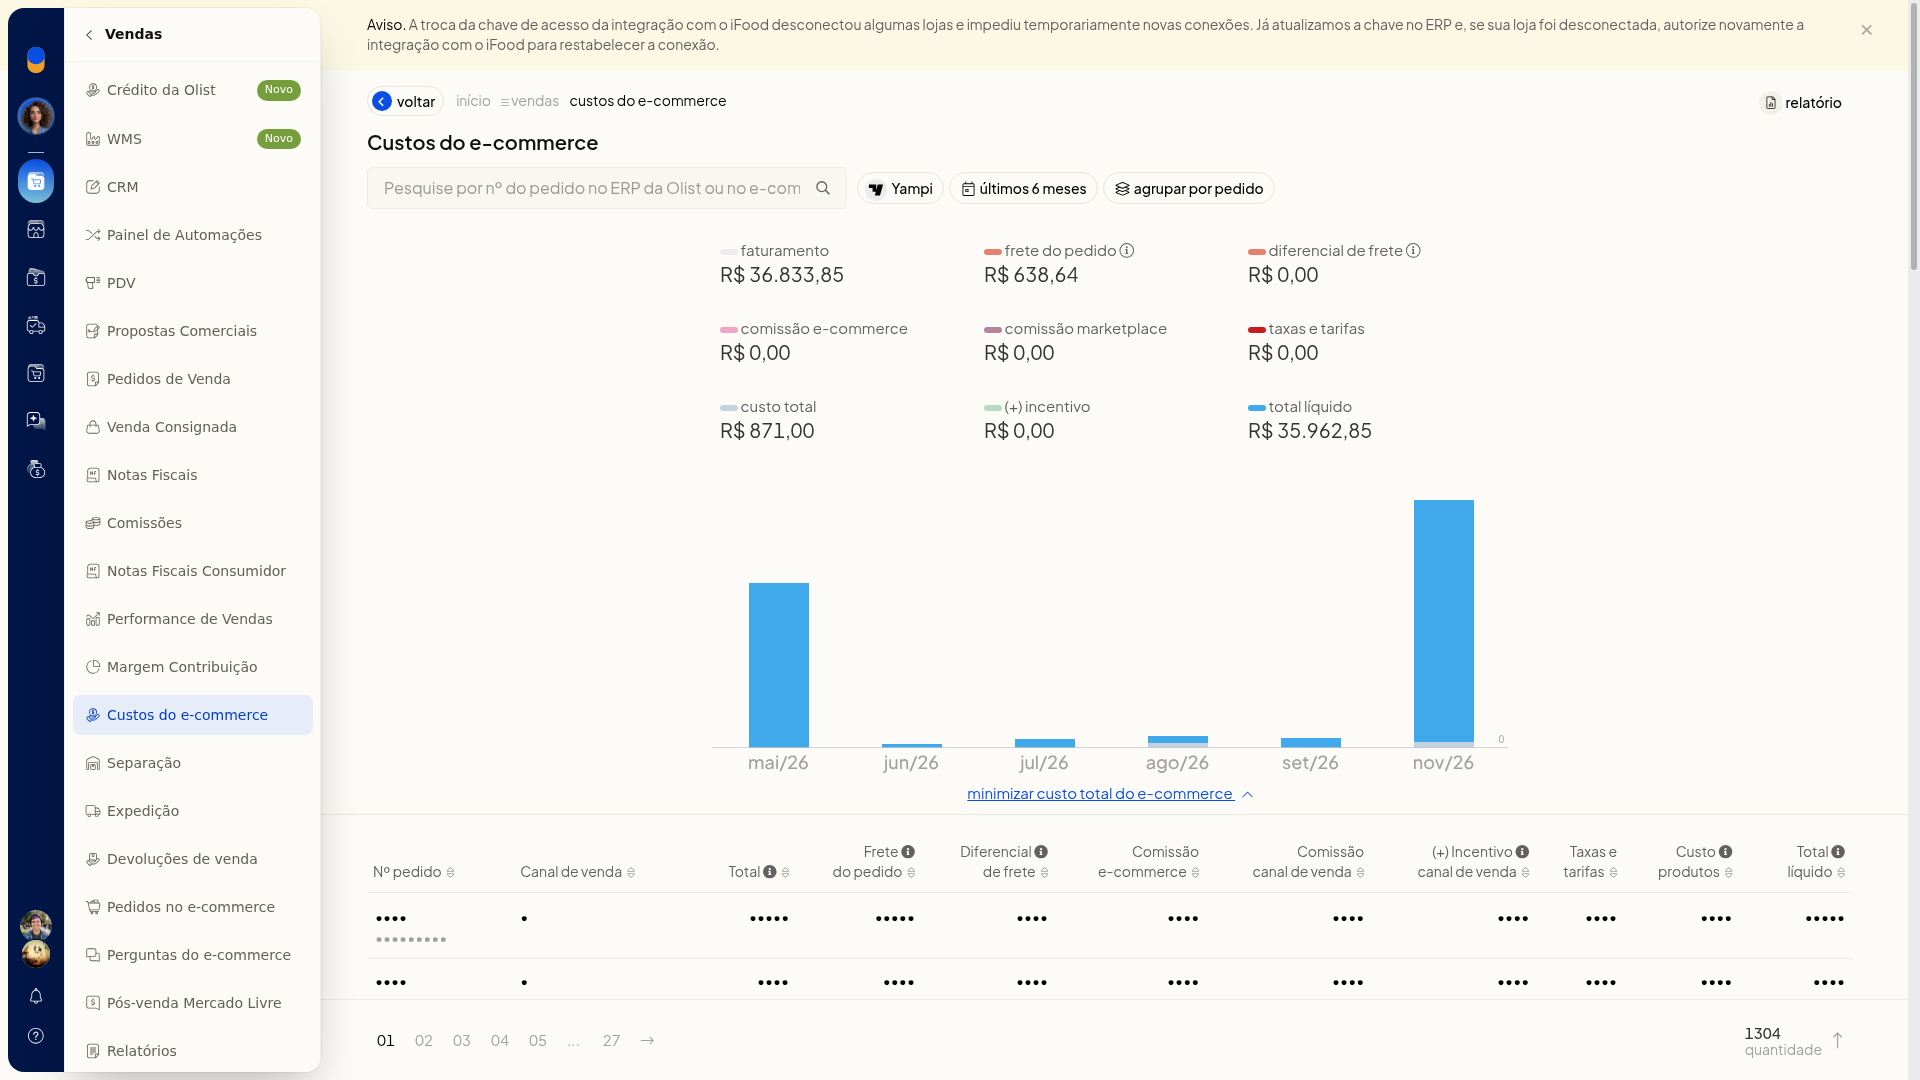 Vendas
Crédito da Olist Novo
WMS Novo
CRM
Painel de Automações
PDV
Propostas Comerciais
Pedidos de Venda
Venda Consignada
Notas Fiscais
Comissões
Notas Fiscais Consumidor
Performance de Vendas
Margem Contribuição
Custos do e-commerce
Separação
Expedição
Devoluções de venda
Pedidos no e-commerce
Perguntas do e-commerce
Pós-venda Mercado Livre
Relatórios
Aviso. A troca da chave de acesso da integração com o iFood desconectou algumas lojas e impediu temporariamente novas conexões. Já atualizamos a chave no ERP e, se sua loja foi desconectada, autorize novamente a
integração com o iFood para restabelecer a conexão.
voltar início vendas custos do e-commerce relatório
Custos do e-commerce
Pesquise por nº do pedido no ERP da Olist ou no e-com Yampi últimos 6 meses agrupar por pedido
faturamento frete do pedido diferencial de frete
R$ 36.833,85 R$ 638,64 R$ 0,00
comissão e-commerce comissão marketplace taxas e tarifas
R$ 0,00 R$ 0,00 R$ 0,00
custo total (+) incentivo total líquido
R$ 871,00 R$ 0,00 R$ 35.962,85
0
mai/26 jun/26 jul/26 ago/26 set/26 nov/26
minimizar custo total do e-commerce
Frete Diferencial Comissão Comissão (+) Incentivo Taxas e Custo Total
Nº pedido Canal de venda Total do pedido de frete e-commerce canal de venda canal de venda tarifas produtos líquido
•••• • ••••• ••••• •••• •••• •••• •••• •••• •••• •••••
•••••••••
•••• • •••• •••• •••• •••• •••• •••• •••• •••• ••••
01 02 03 04 05 ... 27 → 1304
quantidade